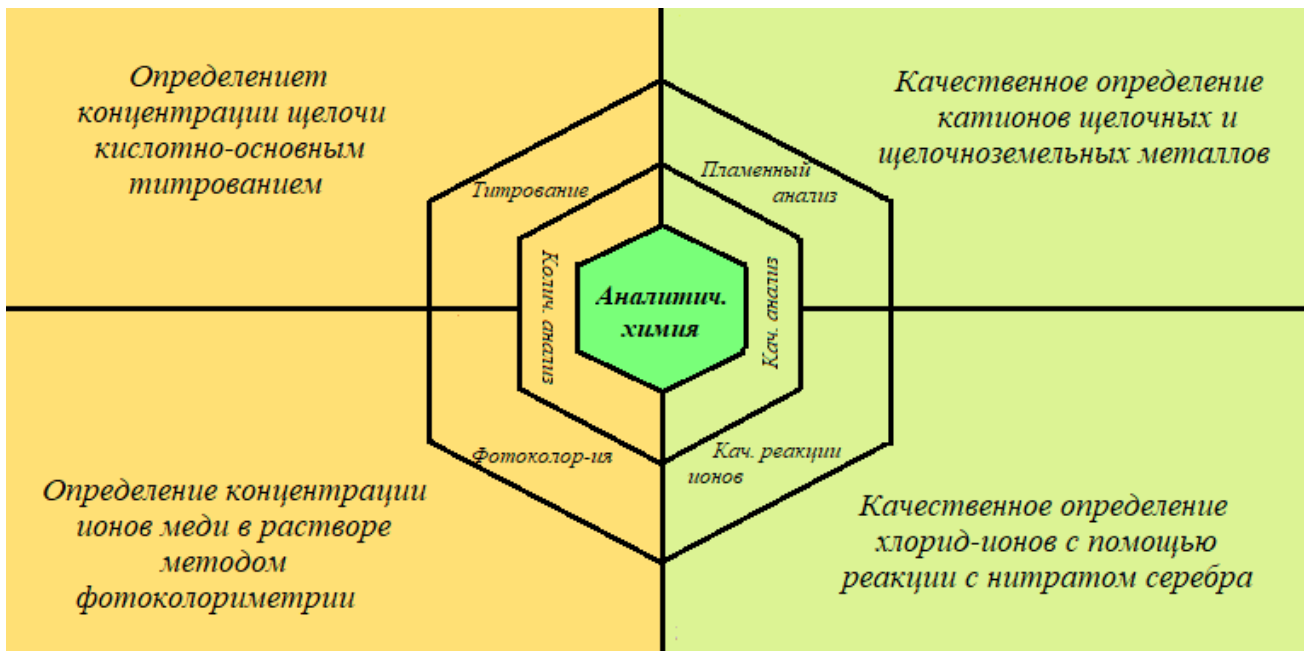 Определениет
концентрации щелочи
кислотно-основным
титрованием
Качественное определение
катионов щелочных и
щелочноземельных металлов
Титрование
Пламенный
анализ
Колич. анализ
Аналитич.
химия
Кач. анализ
Фотоколор-ия
Кач. реакции
ионов
Определение концентрации
ионов меди в растворе
методом
фотоколориметрии
Качественное определение
хлорид-ионов с помощью
реакции с нитратом серебра